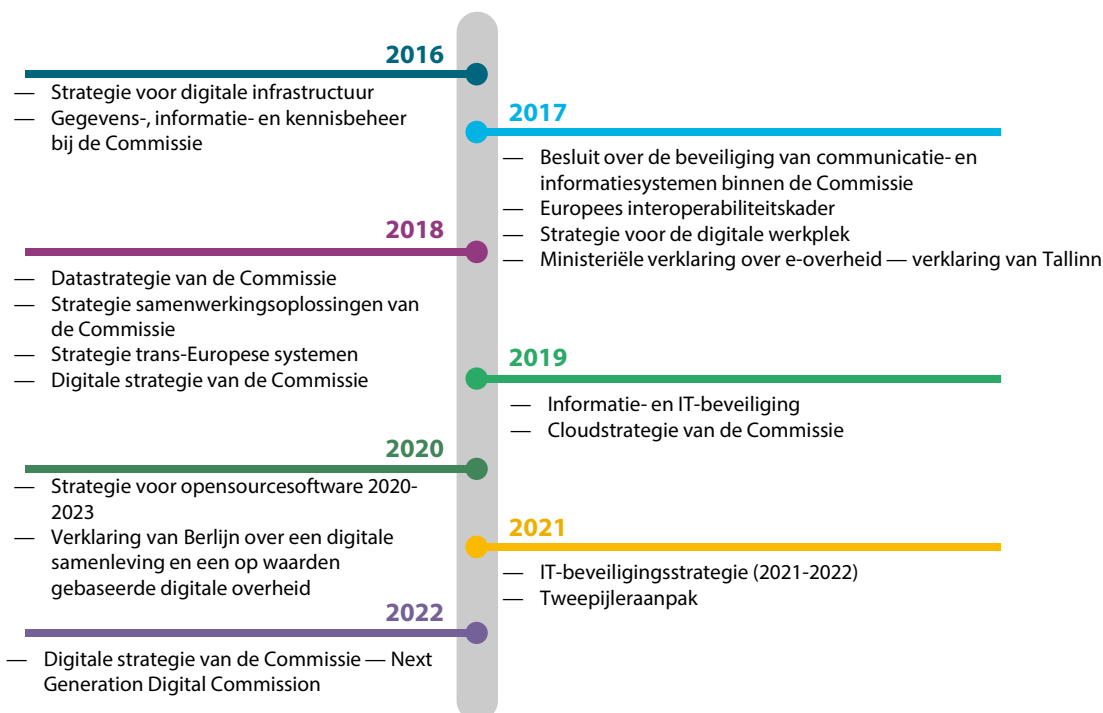 2016
— Strategie voor digitale infrastructuur
— Gegevens-, informatie- en kennisbeheer
bij de Commissie
2017
— Besluit over de beveiliging van communicatie- en
informatiesystemen binnen de Commissie
— Europees interoperabiliteitskader
— Strategie voor de digitale werkplek
— Ministeriële verklaring over e-overheid — verklaring van Tallinn
2018
— Datastrategie van de Commissie
— Strategie samenwerkingsoplossingen van
de Commissie
— Strategie trans-Europese systemen
— Digitale strategie van de Commissie
2019
— Informatie- en IT-beveiliging
— Cloudstrategie van de Commissie
2020
— Strategie voor opensourcesoftware 2020-
2023
— Verklaring van Berlijn over een digitale
samenleving en een op waarden
gebaseerde digitale overheid
2021
— IT-beveiligingsstrategie (2021-2022)
— Tweepijleraanpak
2022
— Digitale strategie van de Commissie — Next
Generation Digital Commission